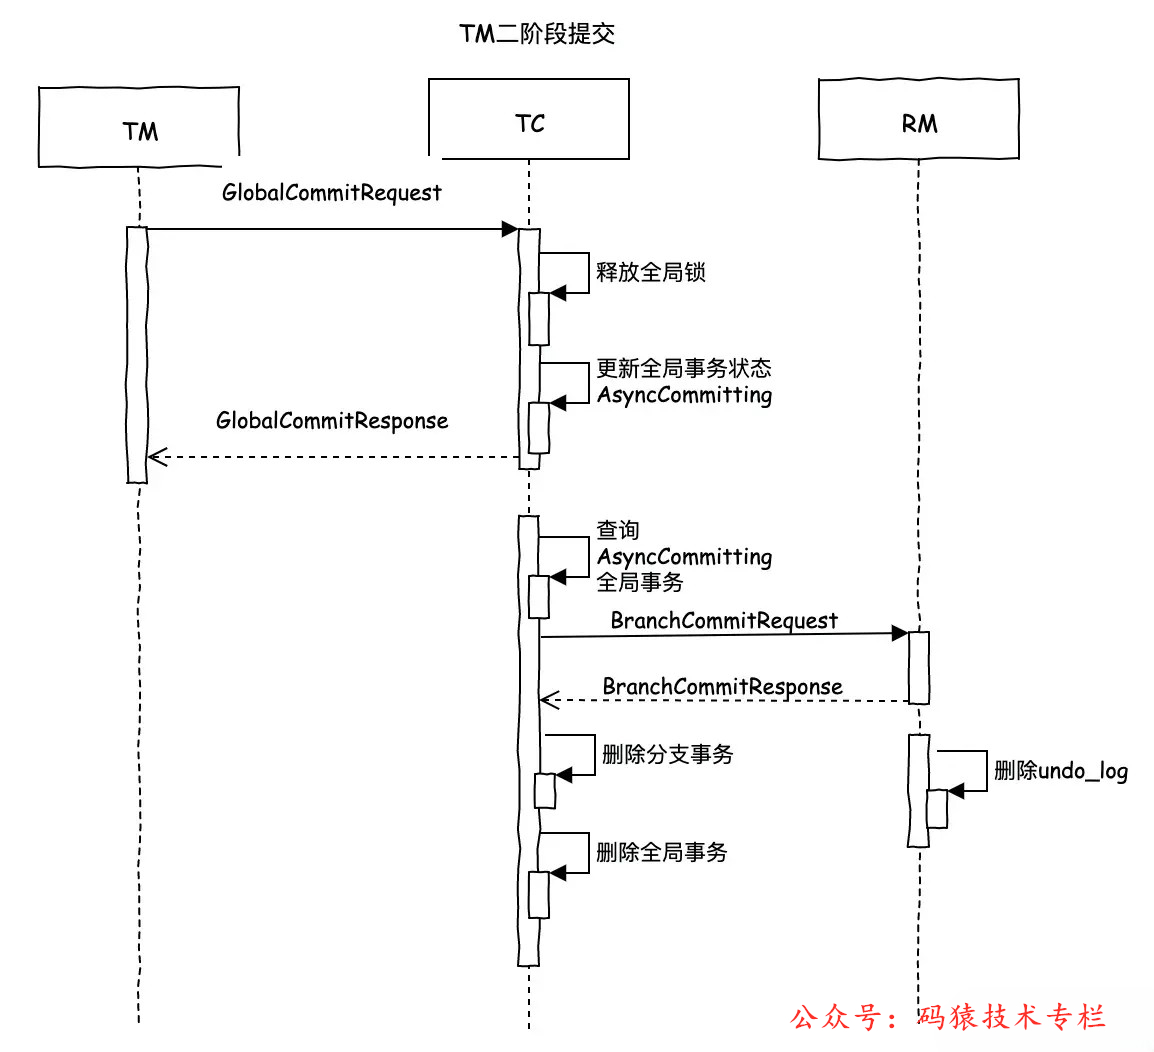 TM二阶段提交
TM
TC
RM
GlobalCommitRequest
释放全局锁
更新全局事务状态
AsyncCommitting
GlobalCommitResponse
查询
AsyncCommitting
全局事务
BranchCommitRequest
BranchCommitResponse
删除分支事务
删除undo_log
删除全局事务
公众号：码猿技术专栏